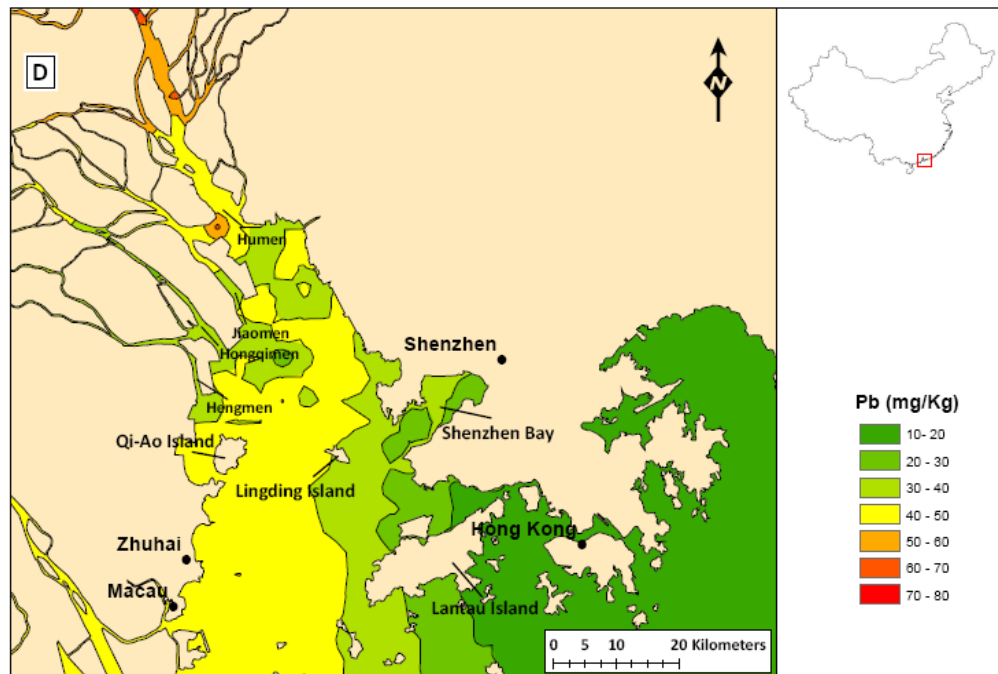 D
N
Humen
Jiaomen
Hongqimen
Shenzhen
Hengmen
Shenzhen Bay
Qi-Ao Island
Lingding Island
Hong Kong
Zhuhai
Macau
Lantau Island
0 5 10 20 Kilometers
Pb (mg/Kg)
10- 20
20 - 30
30 - 40
40 - 50
50 - 60
60 - 70
70 - 80